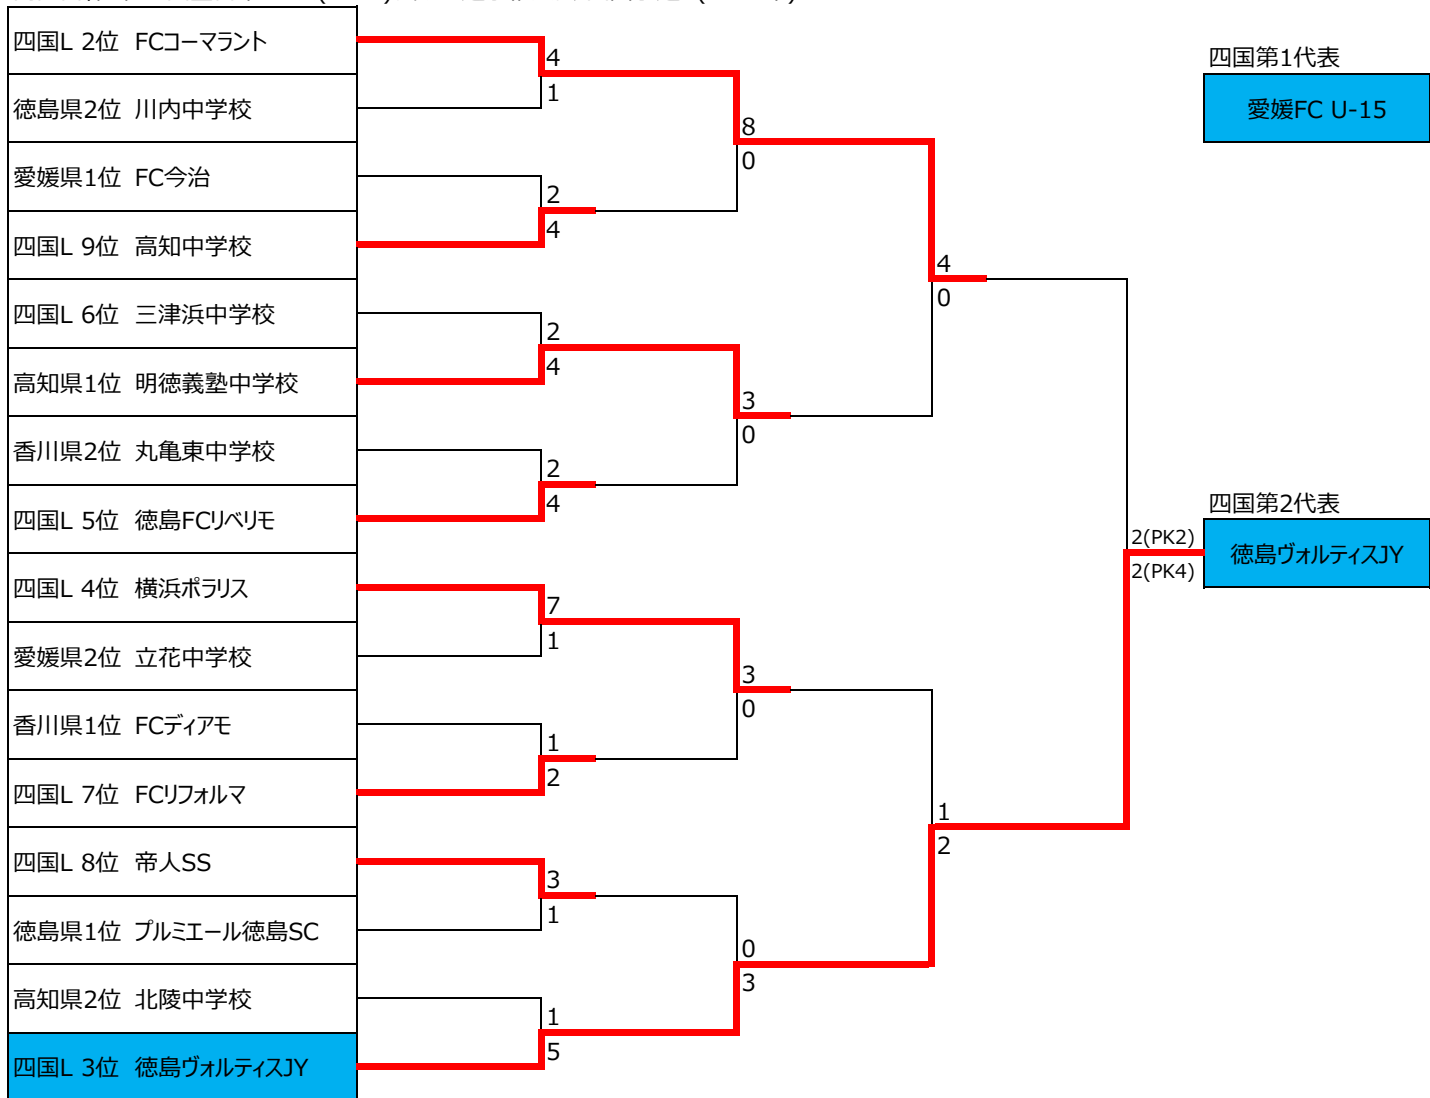 四国L 2位 FCコーマラント
4
1
徳島県2位 川内中学校
8
0
愛媛県1位 FC今治
2
4
四国L 9位 高知中学校
4
0
四国L 6位 三津浜中学校
2
4
高知県1位 明徳義塾中学校
3
0
香川県2位 丸亀東中学校
2
4
四国L 5位 徳島FCリベリモ
四国L 4位 横浜ポラリス
7
1
愛媛県2位 立花中学校
3
0
香川県1位 FCディアモ
1
2
四国L 7位 FCリフォルマ
1
2
四国L 8位 帝人SS
3
1
徳島県1位 プルミエール徳島SC
0
3
高知県2位 北陵中学校
1
5
四国L 3位 徳島ヴォルティスJY
四国第1代表
愛媛FC U-15
四国第2代表
2(PK2)
2(PK4)
徳島ヴォルティスJY